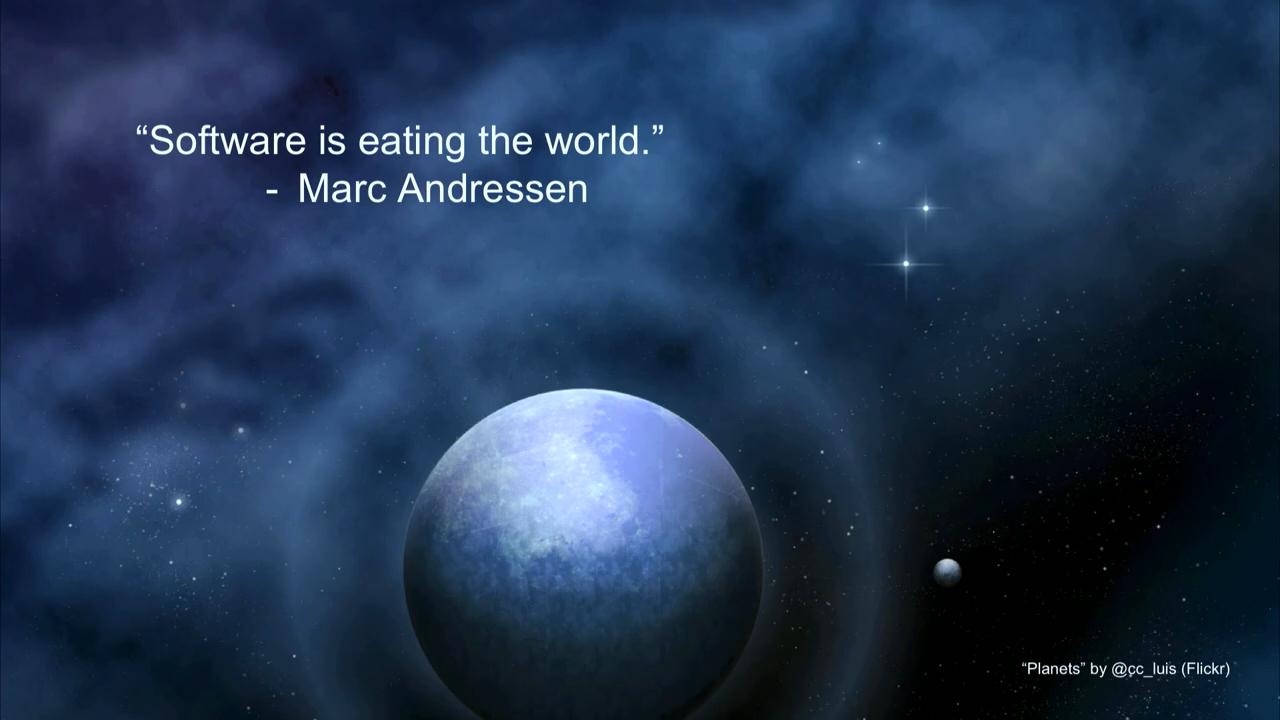 “Software is eating the world.”
- Marc Andressen
“Planets” by @cc_luis (Flickr)